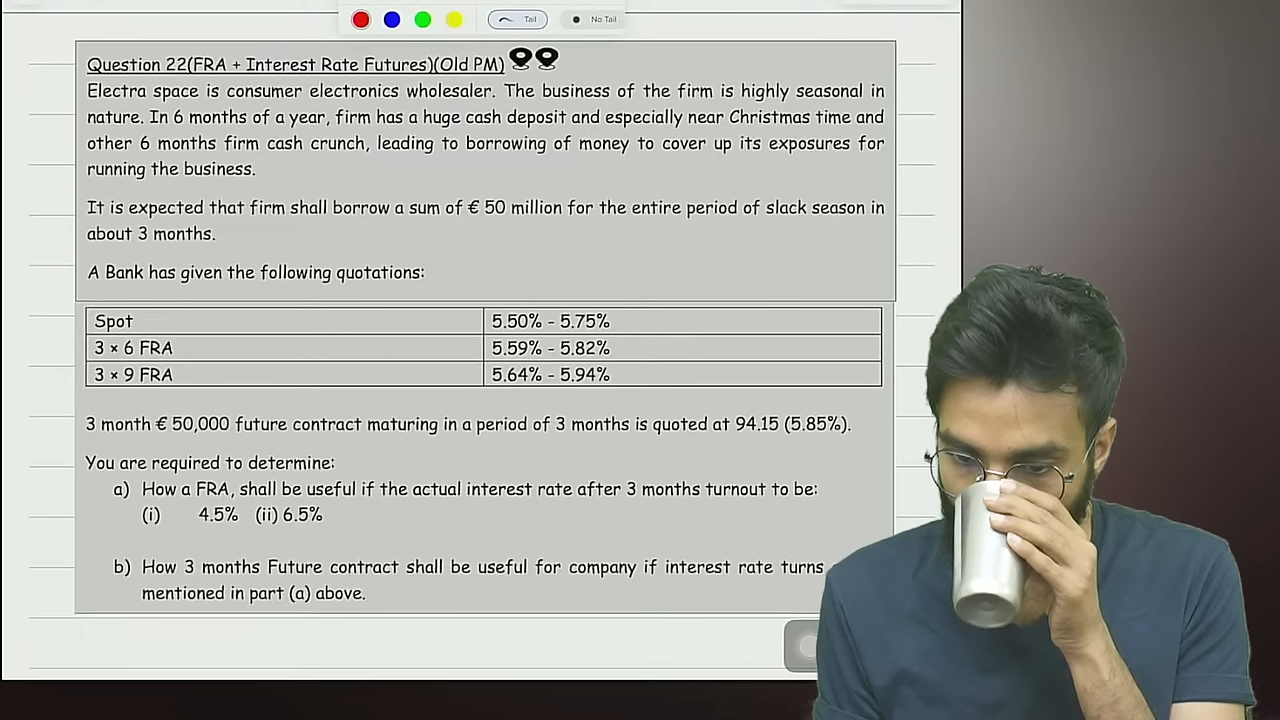 Tail
No Tail
Question 22(FRA + Interest Rate Futures)(Old PM)
Electra space is consumer electronics wholesaler. The business of the firm is highly seasonal in
nature. In 6 months of a year, firm has a huge cash deposit and especially near Christmas time and
other 6 months firm cash crunch, leading to borrowing of money to cover up its exposures for
running the business.
It is expected that firm shall borrow a sum of € 50 million for the entire period of slack season in
about 3 months.
A Bank has given the following quotations:
Spot 5.50% - 5.75%
3 × 6 FRA 5.59% - 5.82%
3 × 9 FRA 5.64% - 5.94%
3 month € 50,000 future contract maturing in a period of 3 months is quoted at 94.15 (5.85%).
You are required to determine:
a) How a FRA, shall be useful if the actual interest rate after 3 months turnout to be:
(i) 4.5% (ii) 6.5%
b) How 3 months Future contract shall be useful for company if interest rate turns
mentioned in part (a) above.